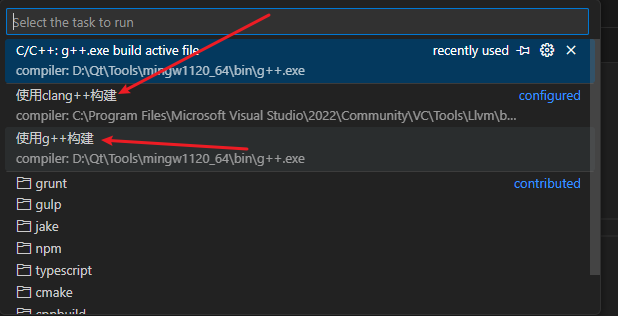 Select the task to run
C/C++: g++.exe build active file recently used
compiler: D:\Qt\Tools\mingw1120_64\bin\g++.exe
使用clang++构建 configured
compiler: C:\Program Files\Microsoft Visual Studio\2022\Community\VC\Tools\Llvm\b...
使用g++构建
compiler: D:\Qt\Tools\mingw1120_64\bin\g++.exe
grunt contributed
gulp
jake
npm
typescript
cmake